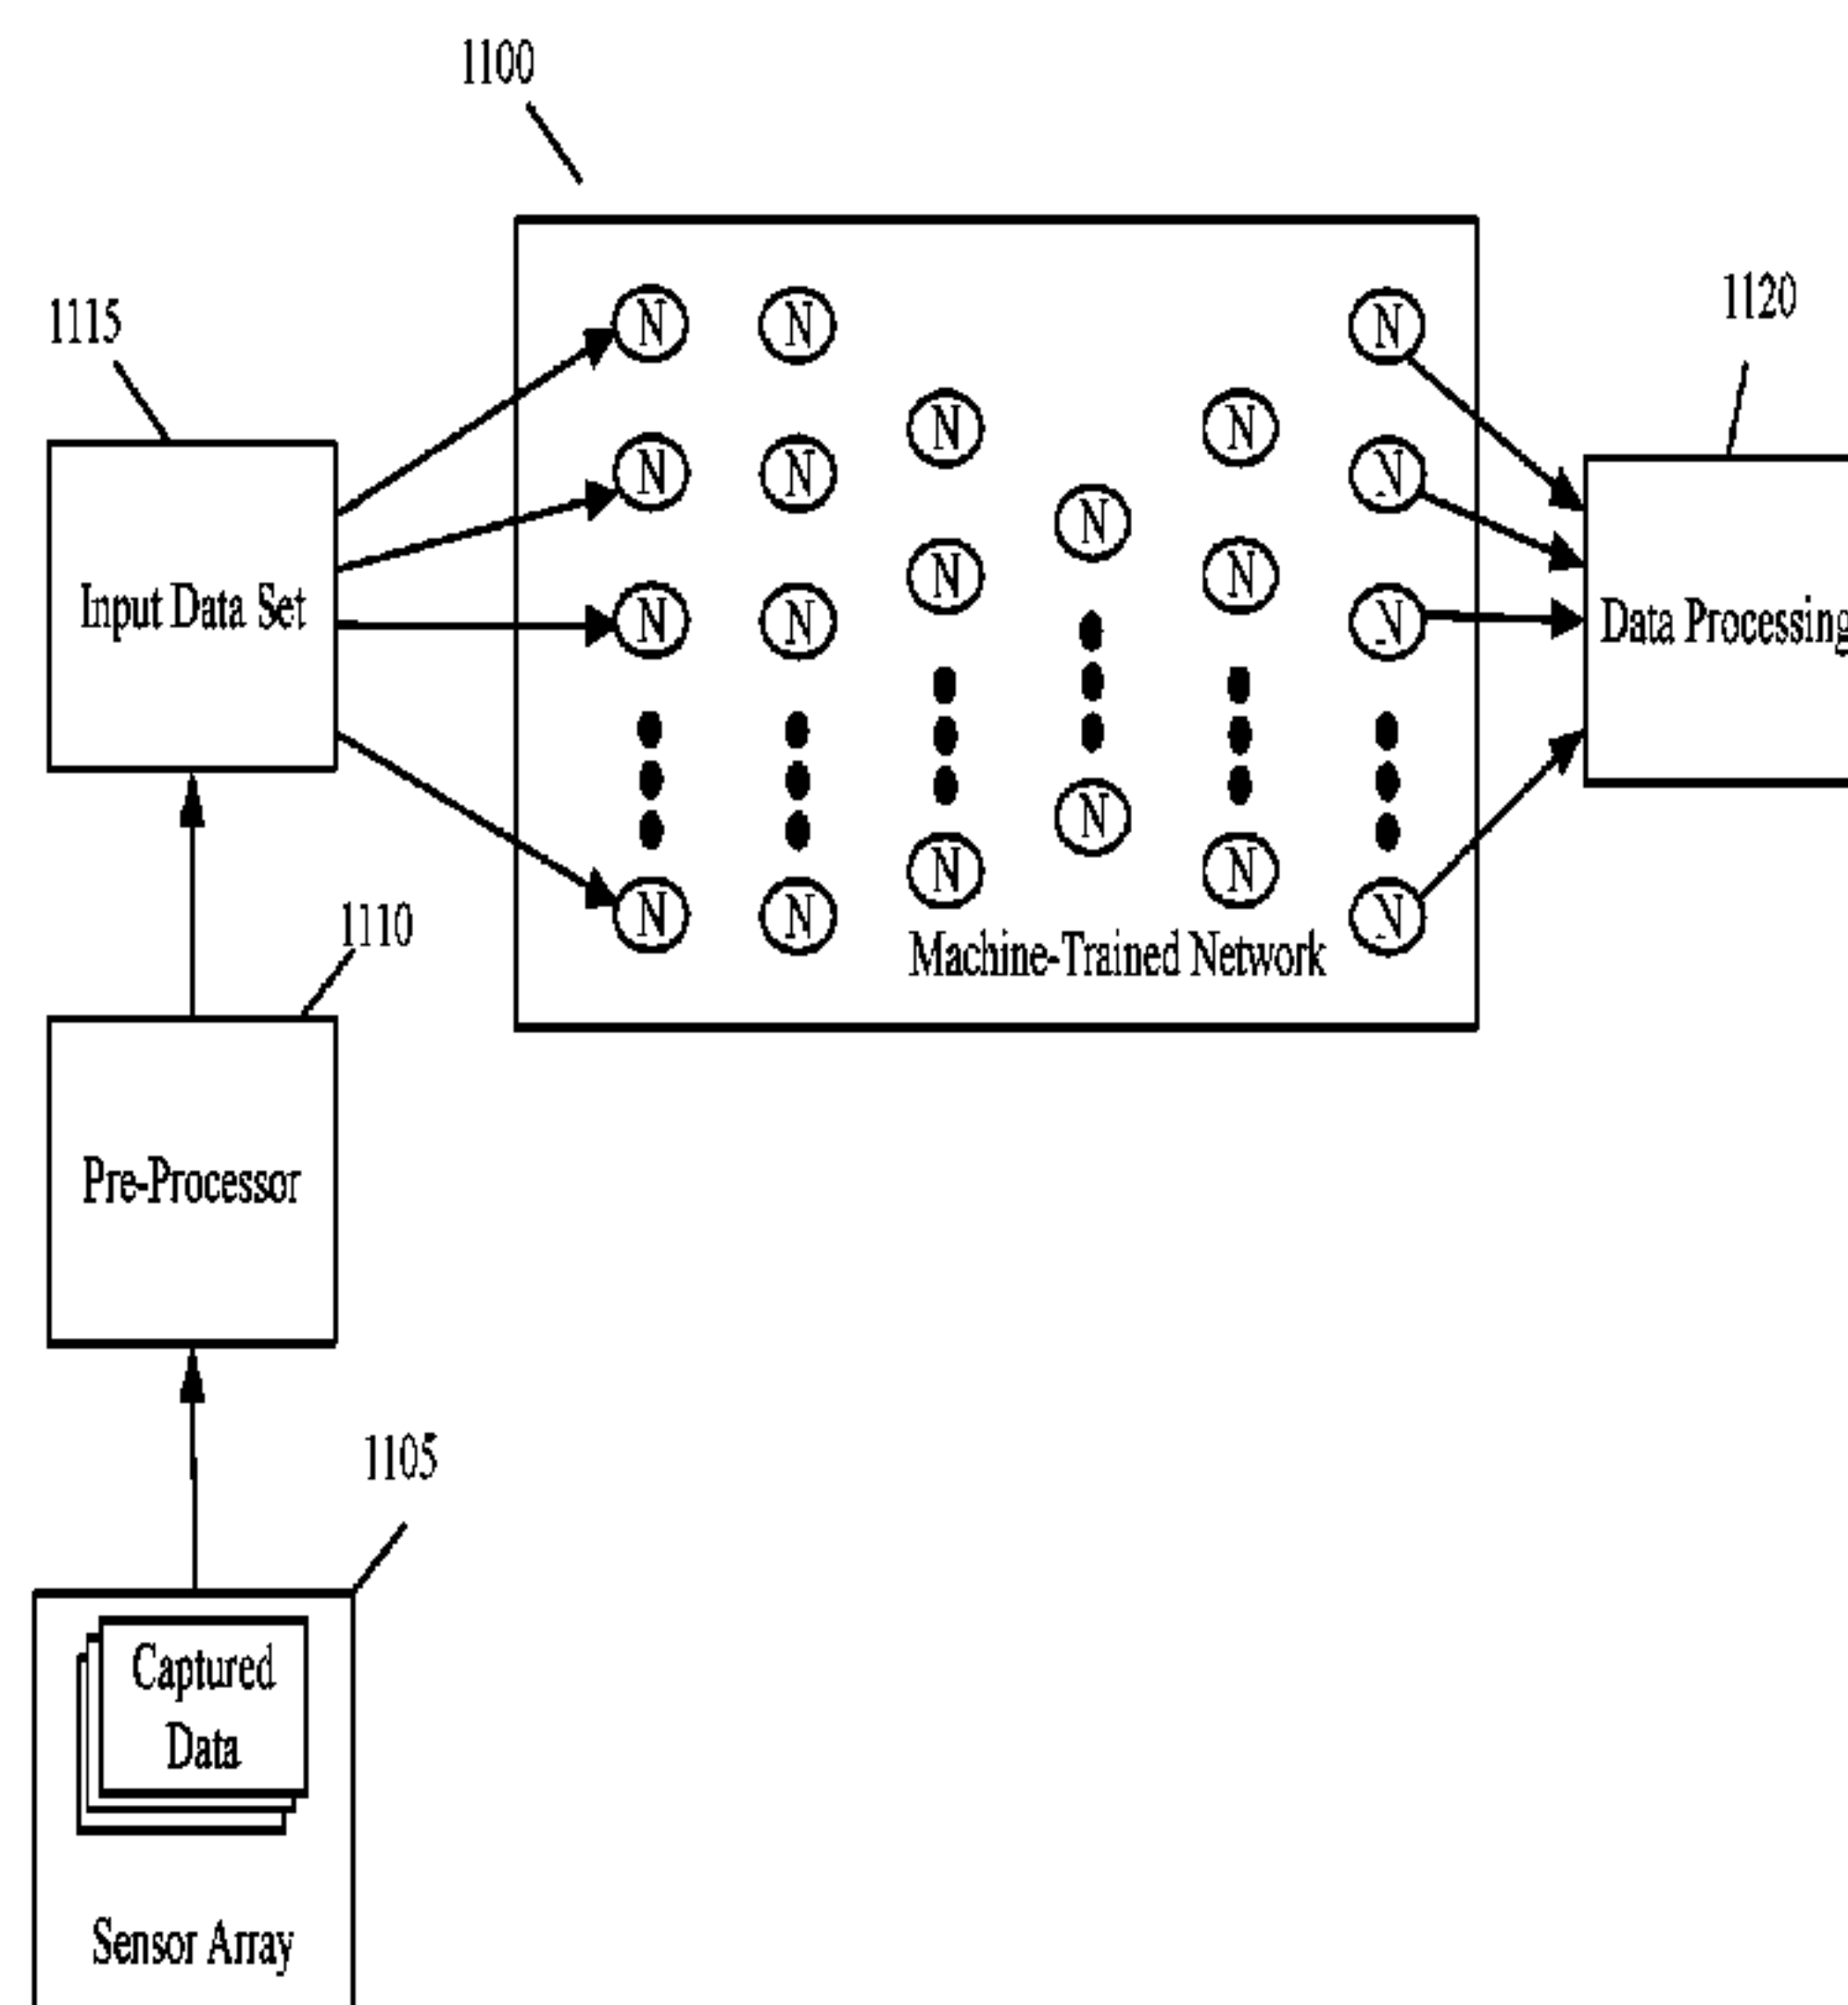 1100
1115
1120
N N N
N N
N N N
N
N N
Input Data Set
N N N
Data Processing
N
N N
N N N
Machine-Trained Network
1110
Pre-Processor
1105
Captured
Data
Sensor Array